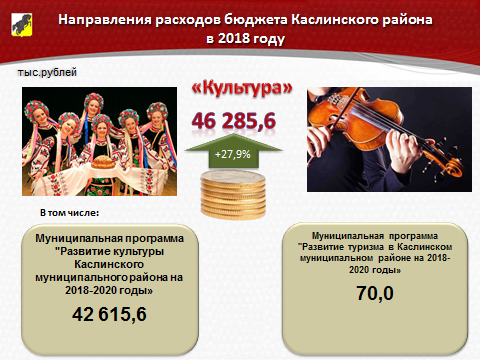 Направления расходов бюджета Каслинского района
в 2018 году
тыс.рублей
«Культура»
46 285,6
+27,9%
В том числе:
Муниципальная программа
"Развитие культуры
Каслинского
муниципального района на
2018-2020 годы»
42 615,6
Муниципальная программа
"Развитие туризма в Каслинском
муниципальном районе на 2018-
2020 годы»
70,0